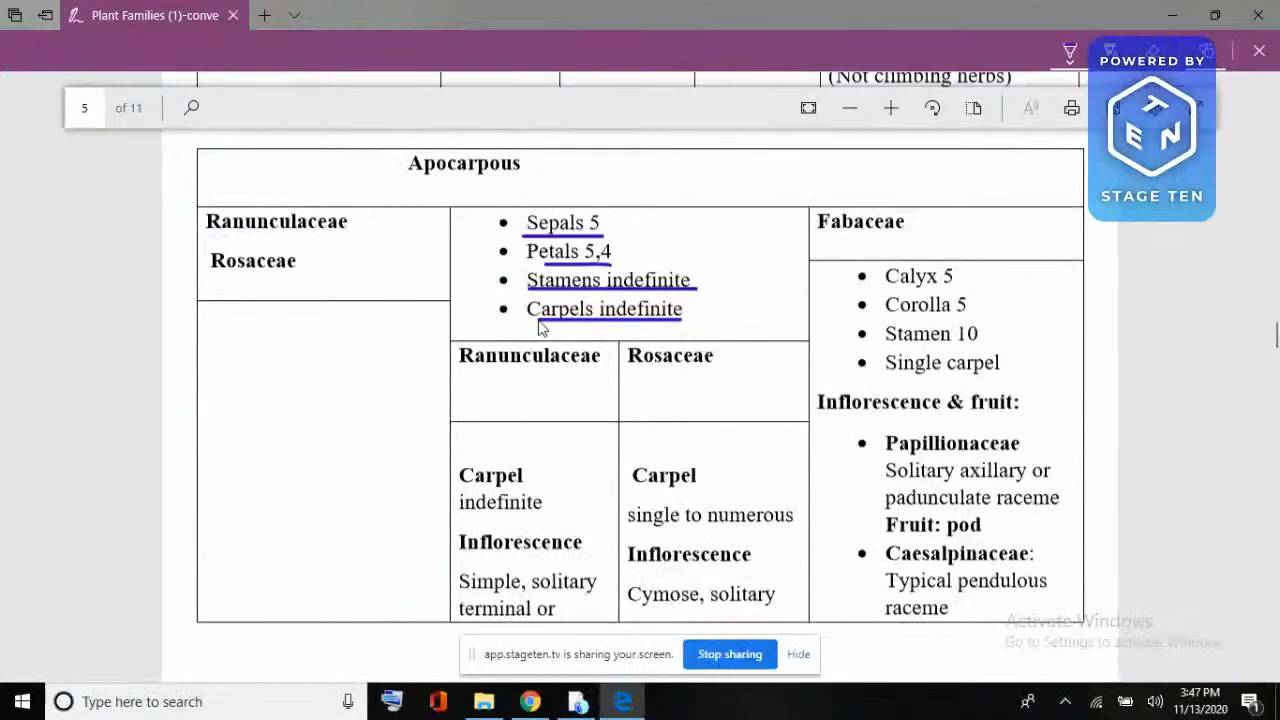 Plant Families (1)-conve
POWERED BY
TEN
STAGE TEN
(Not climbing herbs)
5 of 11
Apocarpous
Ranunculaceae
Rosaceae
Sepals 5
Petals 5,4
Stamens indefinite
Carpels indefinite
Ranunculaceae
Carpel
indefinite
Inflorescence
Simple, solitary
terminal or
Rosaceae
Carpel
single to numerous
Inflorescence
Cymose, solitary
Fabaceae
Calyx 5
Corolla 5
Stamen 10
Single carpel
Inflorescence & fruit:
Papillionaceae
Solitary axillary or
padunculate raceme
Fruit: pod
Caesalpinaceae:
Typical pendulous
raceme
Activate Windows
Go to Settings to activate Windows.
app.stageten.tv is sharing your screen.
Stop sharing
Hide
Type here to search
3:47 PM
11/13/2020